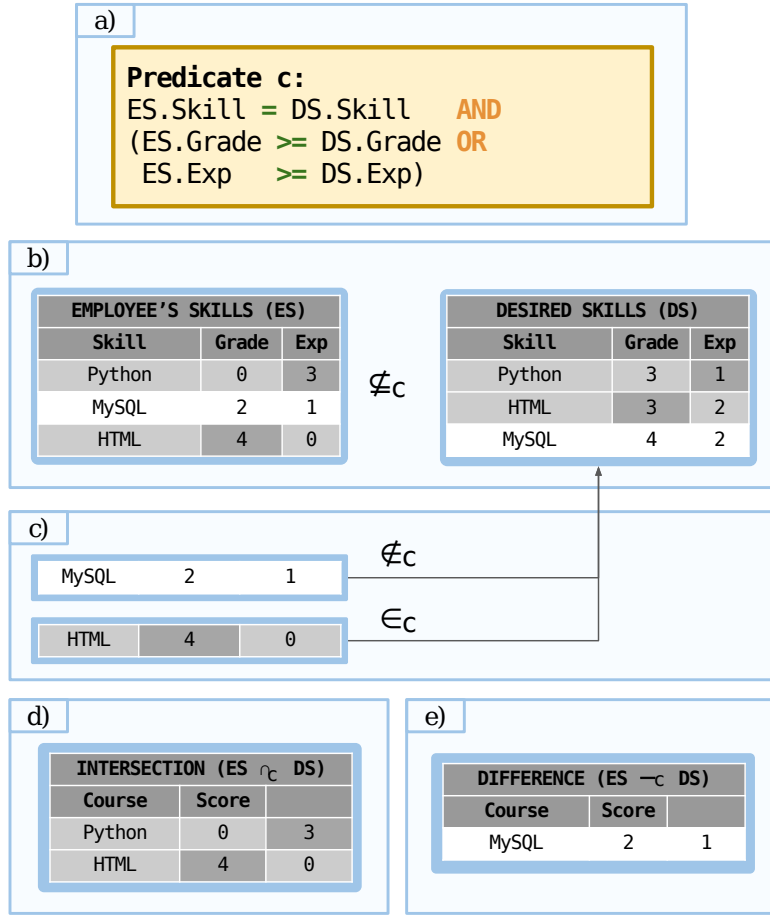 a)
Predicate c:
ES.Skill = DS.Skill AND
(ES.Grade >= DS.Grade OR
ES.Exp >= DS.Exp)
b)
EMPLOYEE'S SKILLS (ES)
Skill Grade Exp
Python 0 3
MySQL 2 1
HTML 4 0
⊈c
DESIRED SKILLS (DS)
Skill Grade Exp
Python 3 1
HTML 3 2
MySQL 4 2
c)
MySQL 2 1
∉c
HTML 4 0
∈c
d)
INTERSECTION (ES ∩c DS)
Course Score
Python 0 3
HTML 4 0
e)
DIFFERENCE (ES −c DS)
Course Score
MySQL 2 1